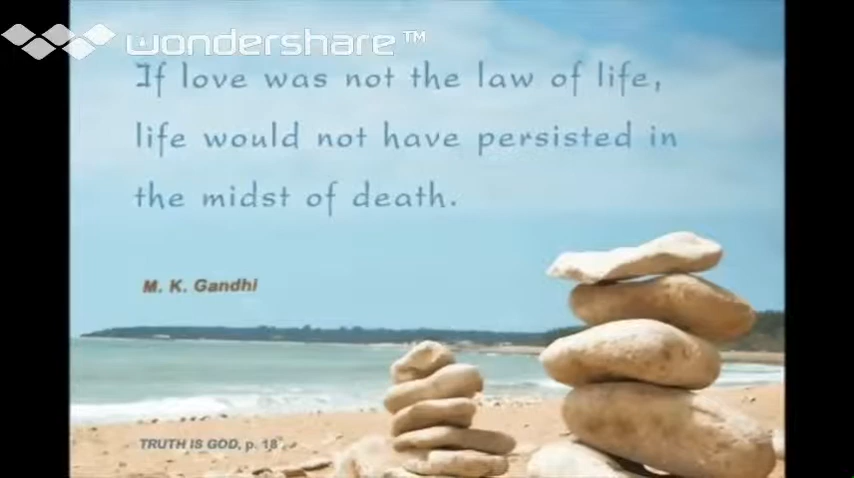 wondershare™
If love was not the law of life,
life would not have persisted in
the midst of death.
M. K. Gandhi
TRUTH IS GOD, p. 18